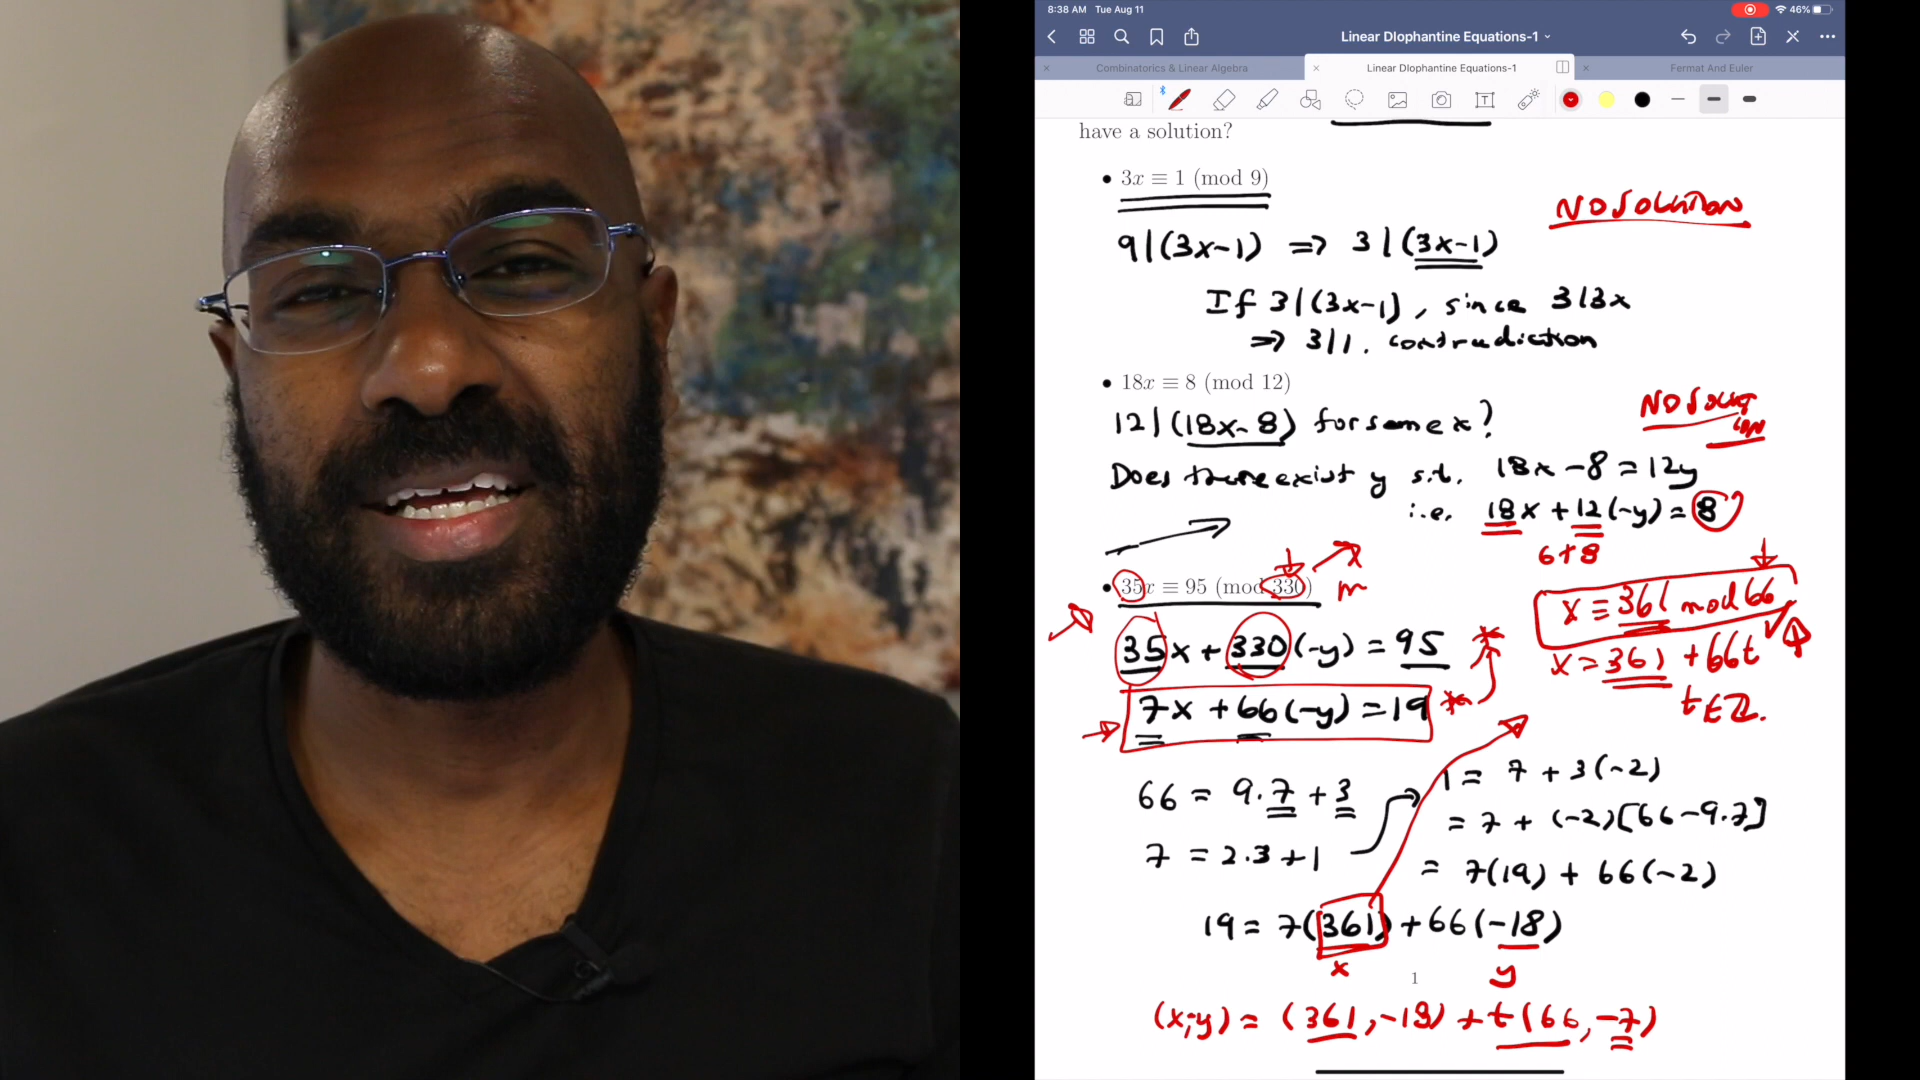 8:38 AM Tue Aug 11
46%
Linear DIophantine Equations-1
Combinatorics & Linear Algebra
Linear DIophantine Equations-1
Fermat And Euler
have a solution?
• 3x ≡ 1 (mod 9)
NO SOLUTION
9|(3x-1) => 3|(3x-1)
If 3|(3x-1), since 3|3x
=> 3|1. contradiction
• 18x ≡ 8 (mod 12)
NO SOLUT
ION
12|(18x-8) for some x?
Does there exist y s.t. 18x-8=12y
i.e. 18x+12(-y)=8
6+8
• 35x ≡ 95 (mod 330)
m
x ≡ 361 mod 66
35x+330(-y)=95
x=361+66t
7x+66(-y)=19
t∈Z.
66 = 9.7+3
1 = 7+3(-2)
= 7+(-2)[66-9.7]
7 = 2.3+1
= 7(19)+66(-2)
19=7(361)+66(-18)
x
y
1
(x,y) = (361,-18)+t(66,-7)